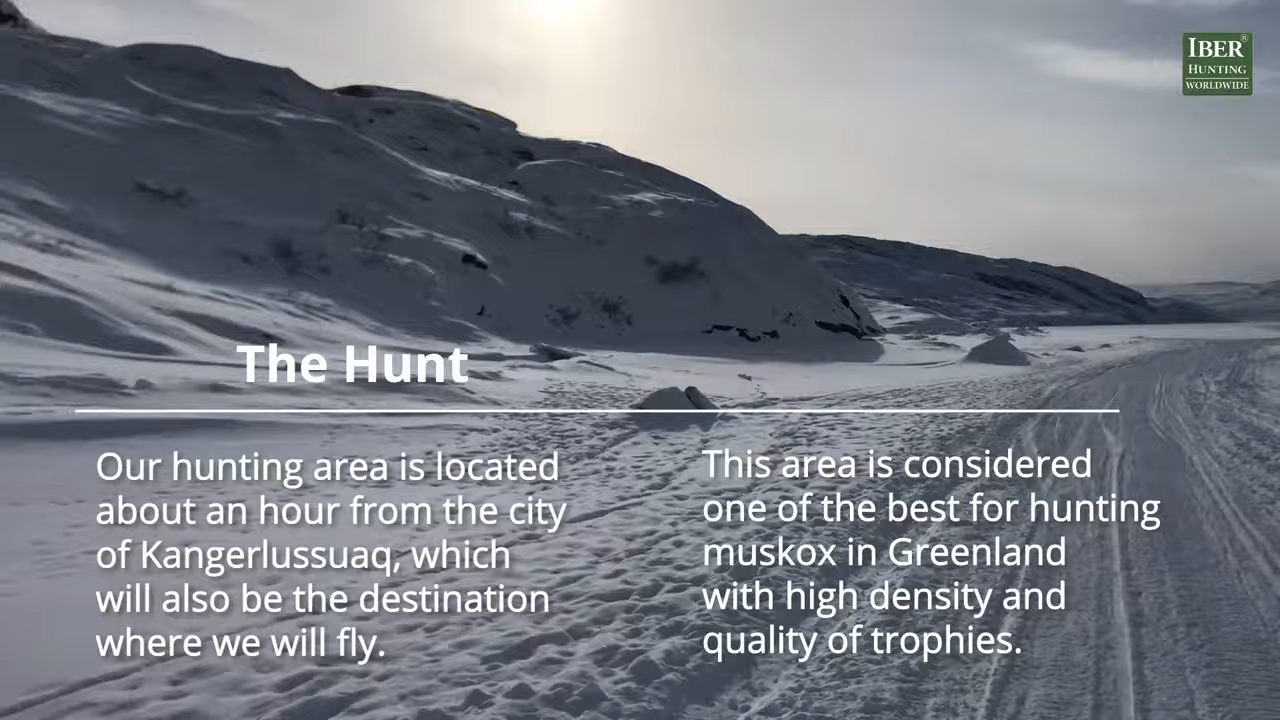 IBER®
HUNTING
WORLDWIDE
The Hunt
Our hunting area is located
about an hour from the city
of Kangerlussuaq, which
will also be the destination
where we will fly.
This area is considered
one of the best for hunting
muskox in Greenland
with high density and
quality of trophies.